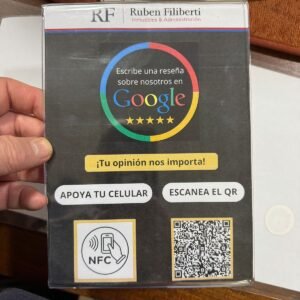 RF Ruben Filiberti
Inmuebles & Administración
Escribe una reseña
sobre nosotros en
Google
¡Tu opinión nos importa!
APOYA TU CELULAR
ESCANEA EL QR
NFC